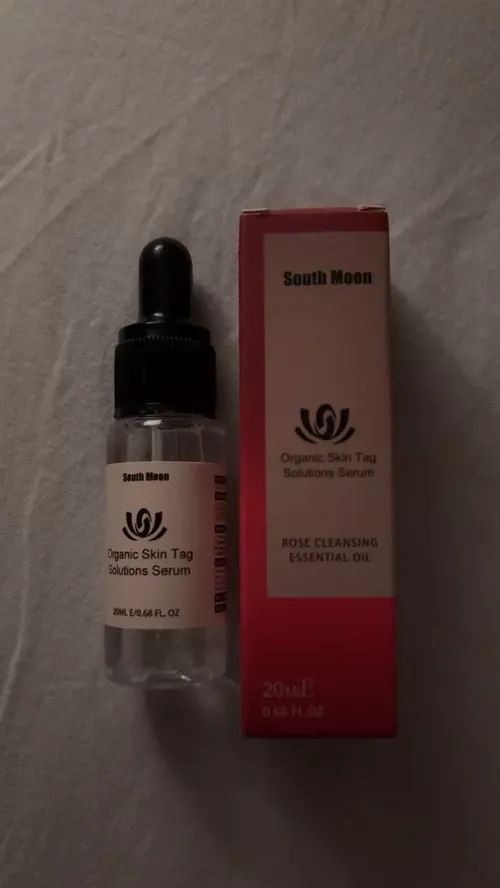 South Moon
Organic Skin Tag
Solutions Serum
20ML E/0.68 FL. OZ
South Moon
Organic Skin Tag
Solutions Serum
ROSE CLEANSING
ESSENTIAL OIL
20MLE
0.68 FL.OZ